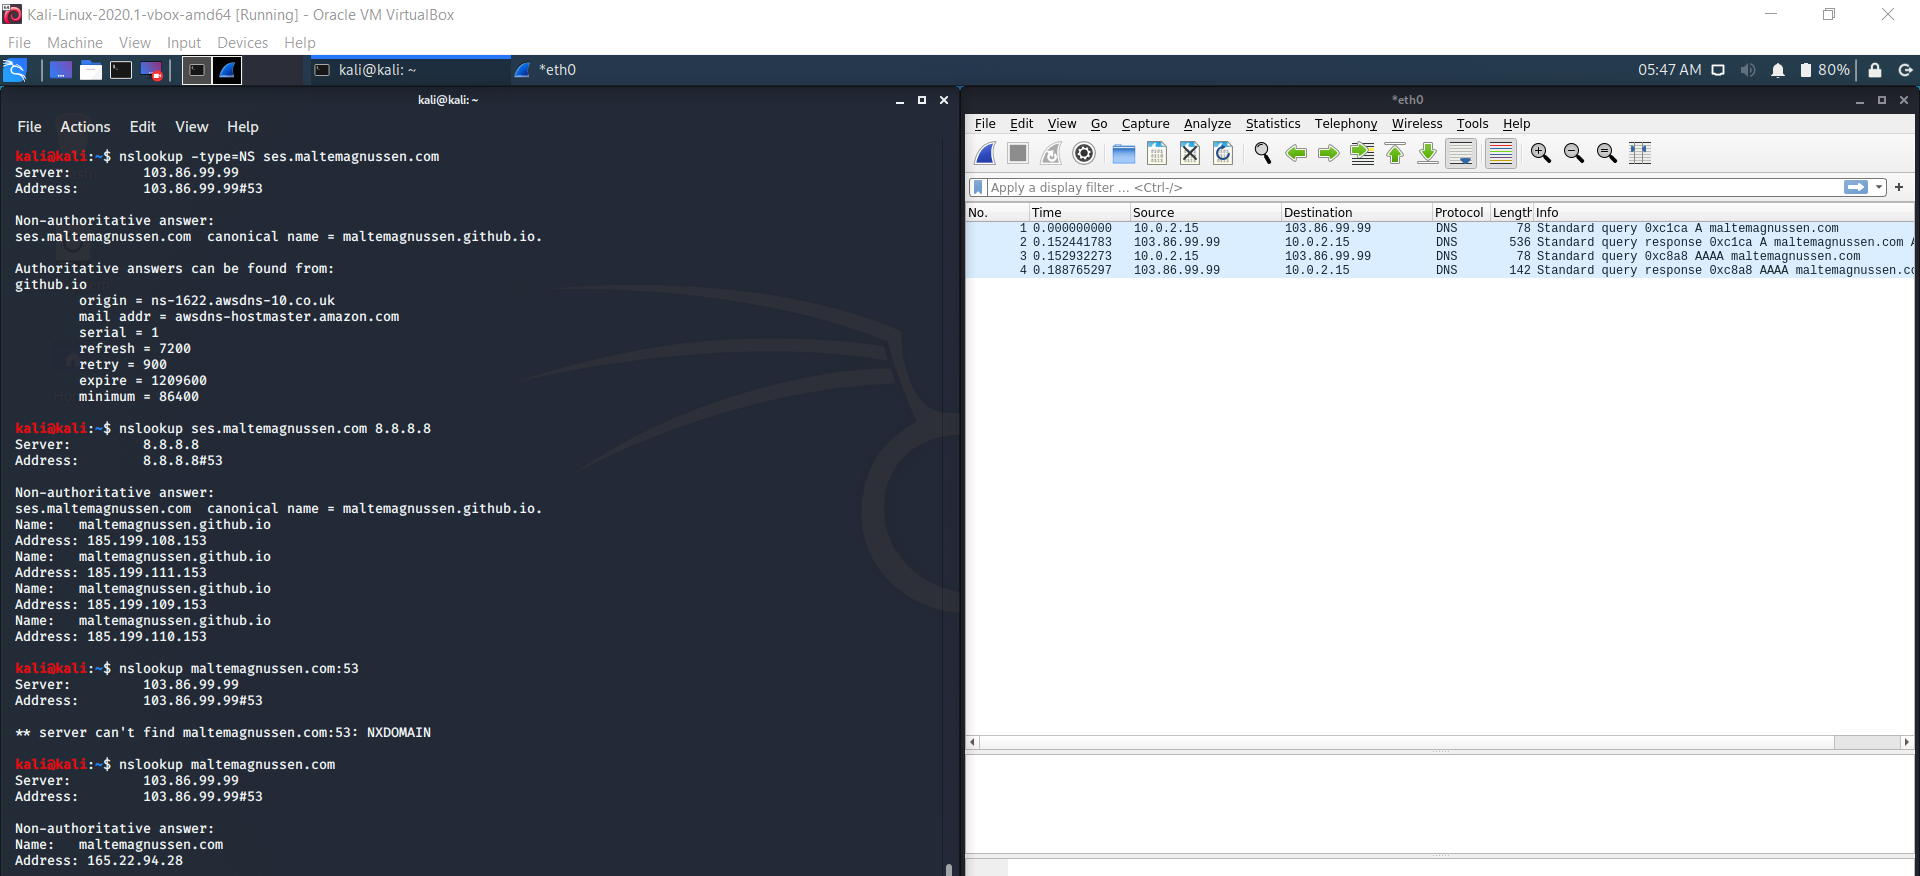 Kali-Linux-2020.1-vbox-amd64 [Running] - Oracle VM VirtualBox
File Machine View Input Devices Help
kali@kali: ~
*eth0
05:47 AM
80%
kali@kali:~
File Actions Edit View Help
kali@kali:~$ nslookup -type=NS ses.maltemagnussen.com
Server: 103.86.99.99
Address: 103.86.99.99#53
Non-authoritative answer:
ses.maltemagnussen.com canonical name = maltemagnussen.github.io.
Authoritative answers can be found from:
github.io
origin = ns-1622.awsdns-10.co.uk
mail addr = awsdns-hostmaster.amazon.com
serial = 1
refresh = 7200
retry = 900
expire = 1209600
minimum = 86400
kali@kali:~$ nslookup ses.maltemagnussen.com 8.8.8.8
Server: 8.8.8.8
Address: 8.8.8.8#53
Non-authoritative answer:
ses.maltemagnussen.com canonical name = maltemagnussen.github.io.
Name: maltemagnussen.github.io
Address: 185.199.108.153
Name: maltemagnussen.github.io
Address: 185.199.111.153
Name: maltemagnussen.github.io
Address: 185.199.109.153
Name: maltemagnussen.github.io
Address: 185.199.110.153
kali@kali:~$ nslookup maltemagnussen.com:53
Server: 103.86.99.99
Address: 103.86.99.99#53
** server can't find maltemagnussen.com:53: NXDOMAIN
kali@kali:~$ nslookup maltemagnussen.com
Server: 103.86.99.99
Address: 103.86.99.99#53
Non-authoritative answer:
Name: maltemagnussen.com
Address: 165.22.94.28
*eth0
File Edit View Go Capture Analyze Statistics Telephony Wireless Tools Help
Apply a display filter ... <Ctrl-/>
No. Time Source Destination Protocol Length Info
1 0.000000000 10.0.2.15 103.86.99.99 DNS 78 Standard query 0xc1ca A maltemagnussen.com
2 0.152441783 103.86.99.99 10.0.2.15 DNS 536 Standard query response 0xc1ca A maltemagnussen.com A
3 0.152932273 10.0.2.15 103.86.99.99 DNS 78 Standard query 0xc8a8 AAAA maltemagnussen.com
4 0.188765297 103.86.99.99 10.0.2.15 DNS 142 Standard query response 0xc8a8 AAAA maltemagnussen.co